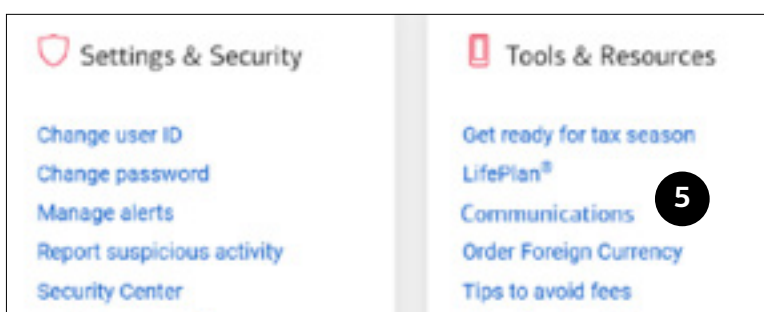 Settings & Security
Change user ID
Change password
Manage alerts
Report suspicious activity
Security Center
Tools & Resources
Get ready for tax season
LifePlan®
Communications
5
Order Foreign Currency
Tips to avoid fees